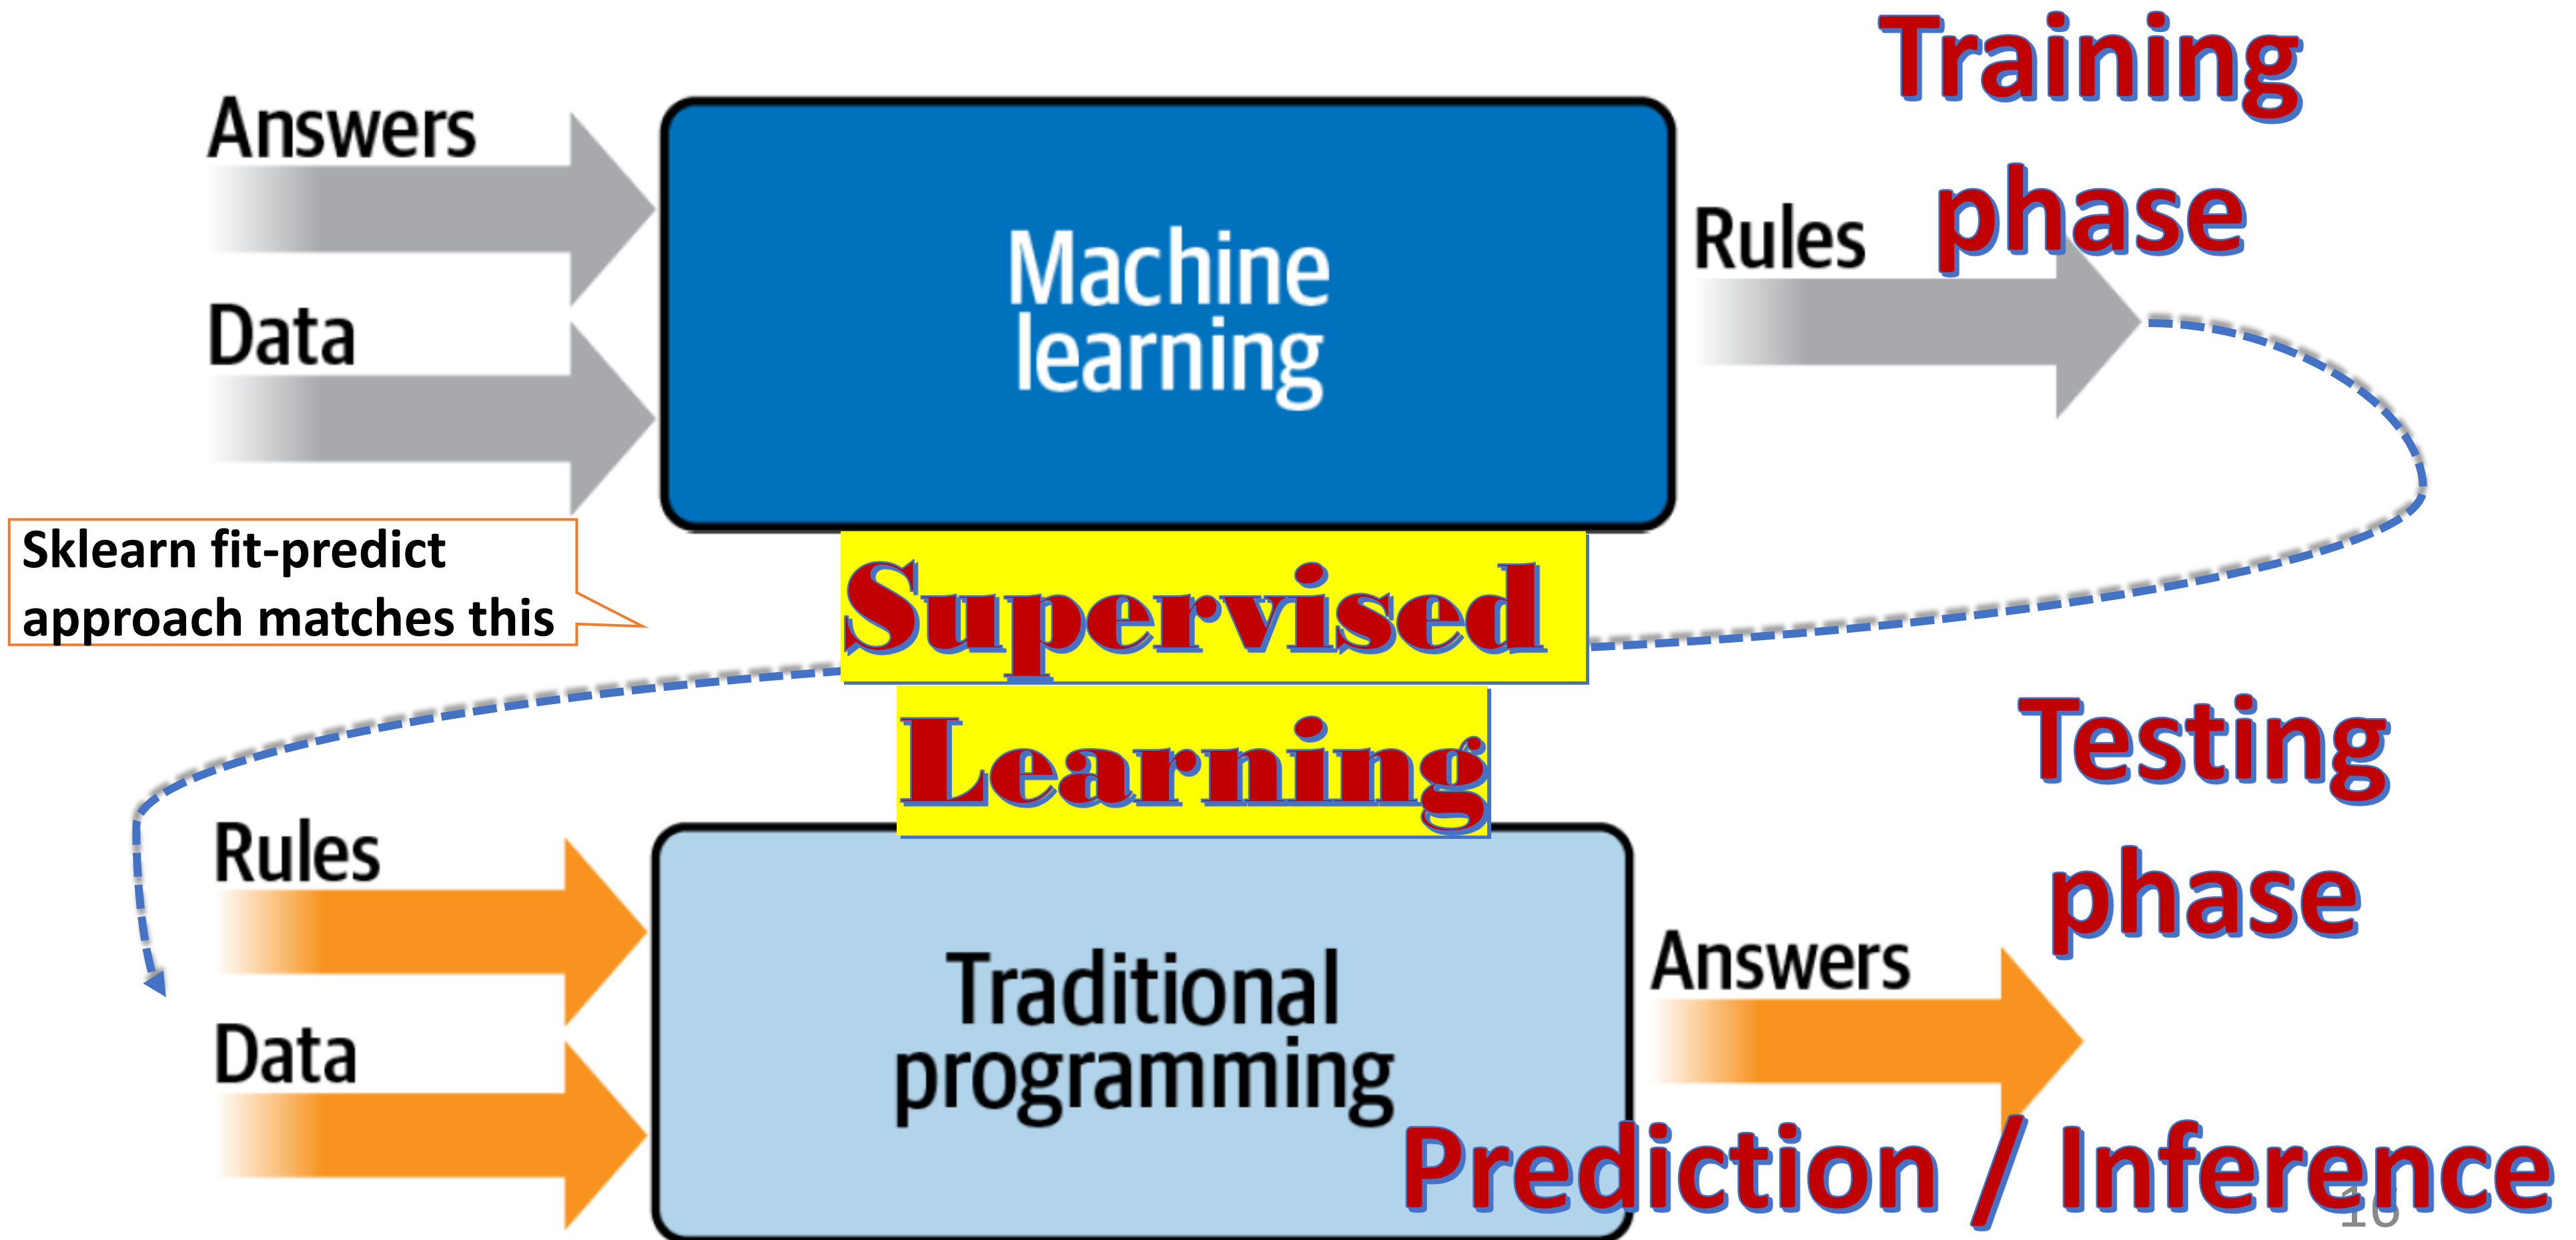 Training
phase
Answers
Data
Machine
learning
Rules
Sklearn fit-predict
approach matches this
Supervised
Learning
Testing
phase
Rules
Data
Traditional
programming
Answers
Prediction / Inference
16